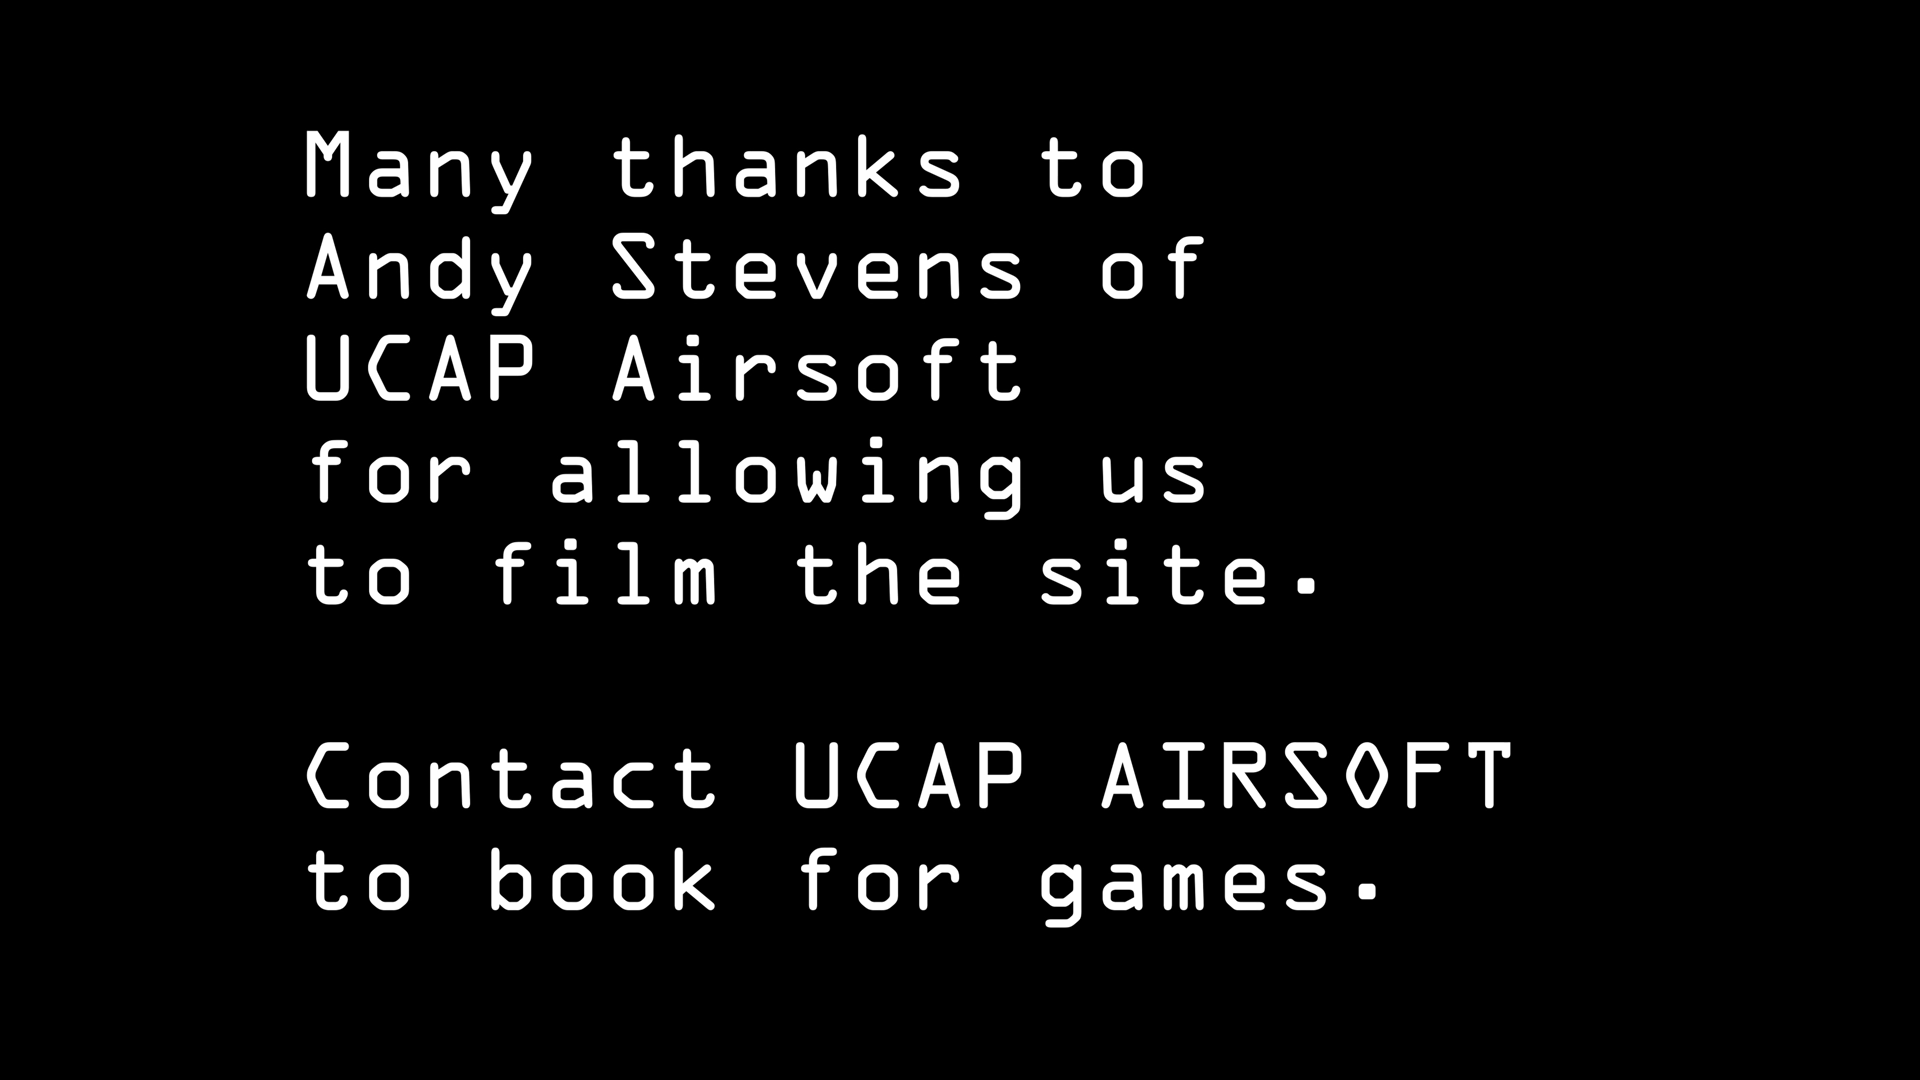 Many thanks to
Andy Stevens of
UCAP Airsoft
for allowing us
to film the site.
Contact UCAP AIRSOFT
to book for games.